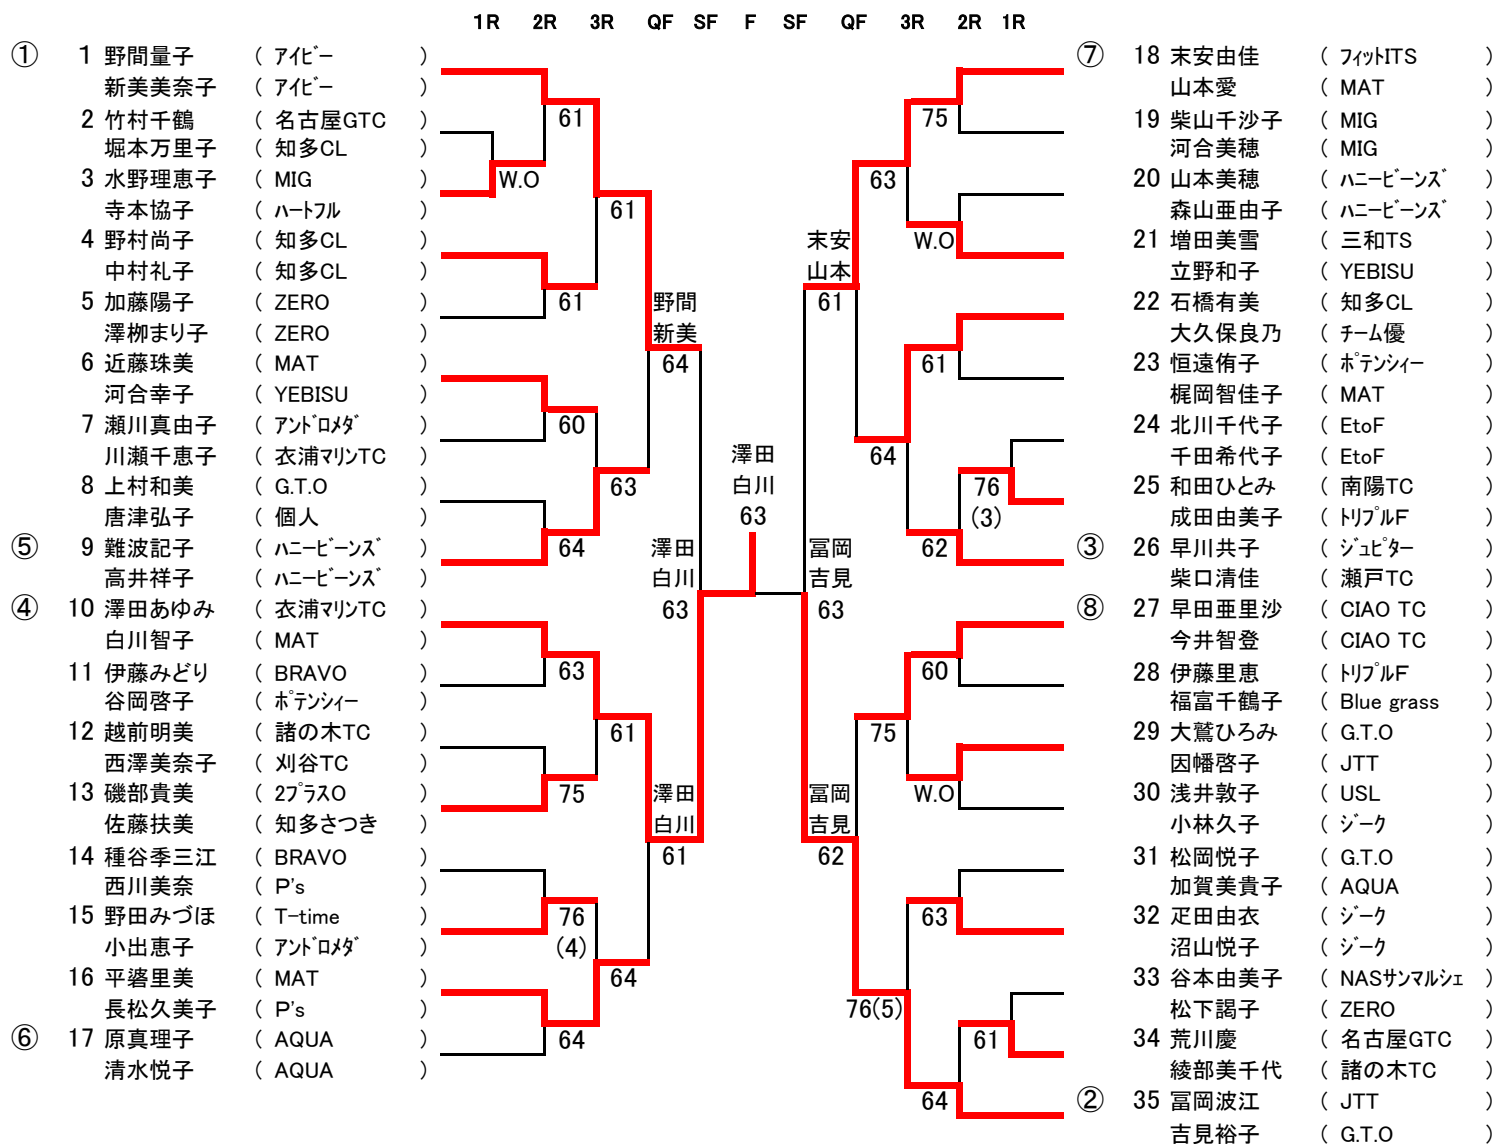 1R 2R 3R QF SF F SF QF 3R 2R 1R
① 1 野間量子 ( アイビー )
新美美奈子 ( アイビー )
2 竹村千鶴 ( 名古屋GTC )
堀本万里子 ( 知多CL )
3 水野理恵子 ( MIG )
寺本協子 ( ハートフル )
4 野村尚子 ( 知多CL )
中村礼子 ( 知多CL )
5 加藤陽子 ( ZERO )
澤栁まり子 ( ZERO )
6 近藤珠美 ( MAT )
河合幸子 ( YEBISU )
7 瀬川真由子 ( アンドロメダ )
川瀬千恵子 ( 衣浦マリンTC )
8 上村和美 ( G.T.O )
唐津弘子 ( 個人 )
⑤ 9 難波記子 ( ハニービーンズ )
高井祥子 ( ハニービーンズ )
④ 10 澤田あゆみ ( 衣浦マリンTC )
白川智子 ( MAT )
11 伊藤みどり ( BRAVO )
谷岡啓子 ( ポテンシィー )
12 越前明美 ( 諸の木TC )
西澤美奈子 ( 刈谷TC )
13 磯部貴美 ( 2プラスO )
佐藤扶美 ( 知多さつき )
14 種谷季三江 ( BRAVO )
西川美奈 ( P's )
15 野田みづほ ( T-time )
小出恵子 ( アンドロメダ )
16 平碆里美 ( MAT )
長松久美子 ( P's )
⑥ 17 原真理子 ( AQUA )
清水悦子 ( AQUA )
61
W.O
61
61
60
64
63
75
76
(4)
64
61
63
61
64
野間
新美
64
澤田
白川
61
澤田
白川
63
澤田
白川
63
末安
山本
61
冨岡
吉見
63
冨岡
吉見
62
63
64
75
76(5)
75
W.O
61
62
60
W.O
63
64
76
(3)
61
⑦ 18 末安由佳 ( フィットITS )
山本愛 ( MAT )
19 柴山千沙子 ( MIG )
河合美穂 ( MIG )
20 山本美穂 ( ハニービーンズ )
森山亜由子 ( ハニービーンズ )
21 増田美雪 ( 三和TS )
立野和子 ( YEBISU )
22 石橋有美 ( 知多CL )
大久保良乃 ( チーム優 )
23 恒遠侑子 ( ポテンシィー )
梶岡智佳子 ( MAT )
24 北川千代子 ( EtoF )
千田希代子 ( EtoF )
25 和田ひとみ ( 南陽TC )
成田由美子 ( トリプルF )
③ 26 早川共子 ( ジュピター )
柴口清佳 ( 瀬戸TC )
⑧ 27 早田亜里沙 ( CIAO TC )
今井智登 ( CIAO TC )
28 伊藤里恵 ( トリプルF )
福富千鶴子 ( Blue grass )
29 大鷲ひろみ ( G.T.O )
因幡啓子 ( JTT )
30 浅井敦子 ( USL )
小林久子 ( ジーク )
31 松岡悦子 ( G.T.O )
加賀美貴子 ( AQUA )
32 疋田由衣 ( ジーク )
沼山悦子 ( ジーク )
33 谷本由美子 ( NASサンマルシェ )
松下謁子 ( ZERO )
34 荒川慶 ( 名古屋GTC )
綾部美千代 ( 諸の木TC )
② 35 冨岡波江 ( JTT )
吉見裕子 ( G.T.O )